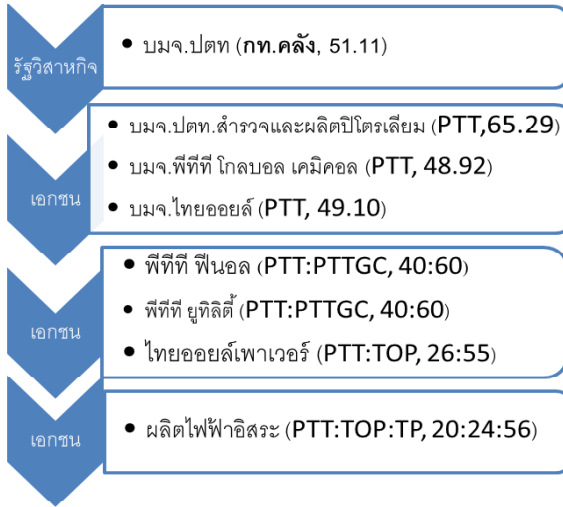 รัฐวิสาหกิจ
• บมจ.ปตท (กท.คลัง, 51.11)
เอกชน
• บมจ.ปตท.สำรวจและผลิตปิโตรเลียม (PTT,65.29)
• บมจ.พีทีที โกลบอล เคมิคอล (PTT, 48.92)
• บมจ.ไทยออยล์ (PTT, 49.10)
เอกชน
• พีทีที ฟีนอล (PTT:PTTGC, 40:60)
• พีทีที ยูทิลิตี้ (PTT:PTTGC, 40:60)
• ไทยออยล์เพาเวอร์ (PTT:TOP, 26:55)
เอกชน
• ผลิตไฟฟ้าอิสระ (PTT:TOP:TP, 20:24:56)